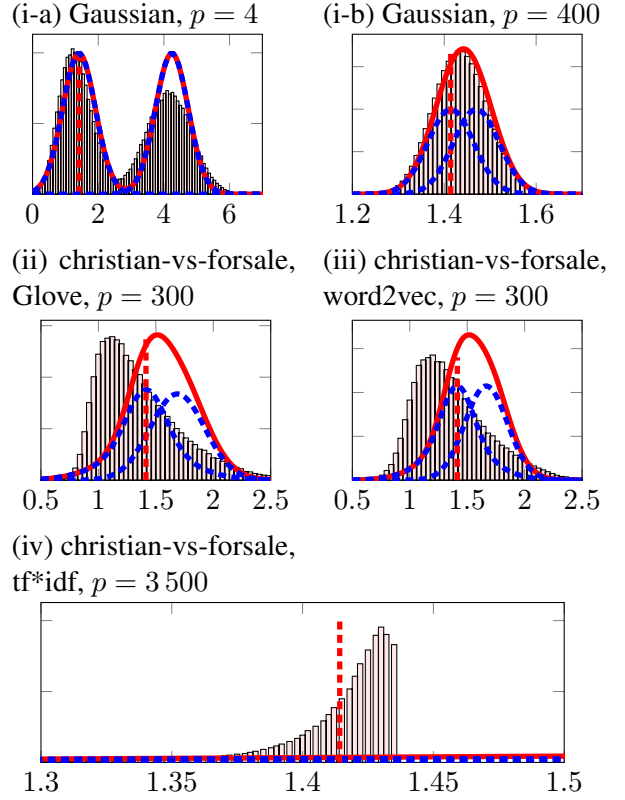 (i-a) Gaussian, p = 4
(i-b) Gaussian, p = 400
0 2 4 6
1.2 1.4 1.6
(ii) christian-vs-forsale,
Glove, p = 300
(iii) christian-vs-forsale,
word2vec, p = 300
0.5 1 1.5 2 2.5
0.5 1 1.5 2 2.5
(iv) christian-vs-forsale,
tf*idf, p = 3 500
1.3 1.35 1.4 1.45 1.5